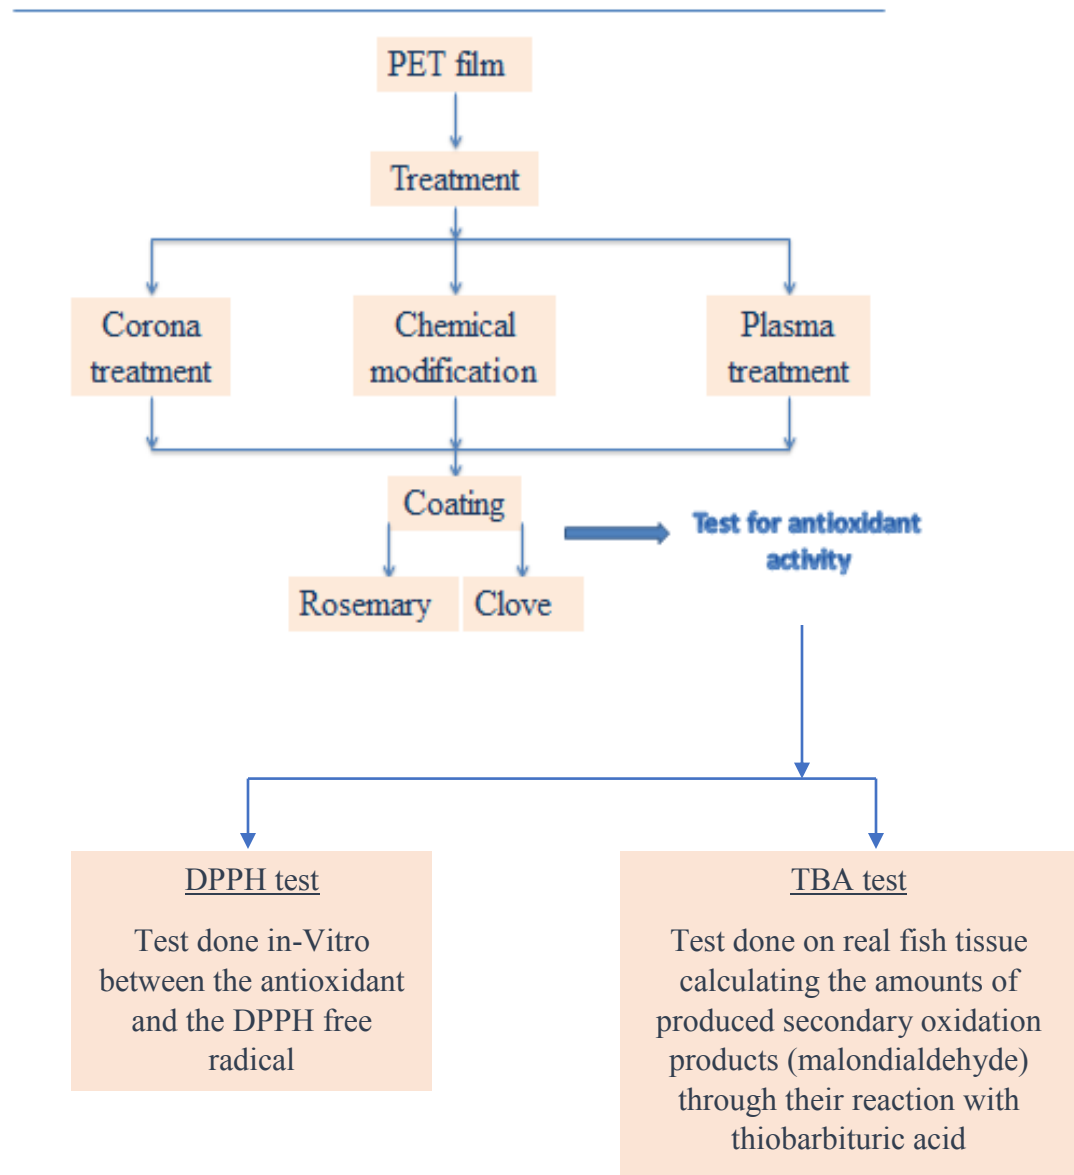 PET film
Treatment
Corona
treatment
Chemical
modification
Plasma
treatment
Coating
Test for antioxidant
activity
Rosemary
Clove
DPPH test
Test done in-Vitro
between the antioxidant
and the DPPH free
radical
TBA test
Test done on real fish tissue
calculating the amounts of
produced secondary oxidation
products (malondialdehyde)
through their reaction with
thiobarbituric acid